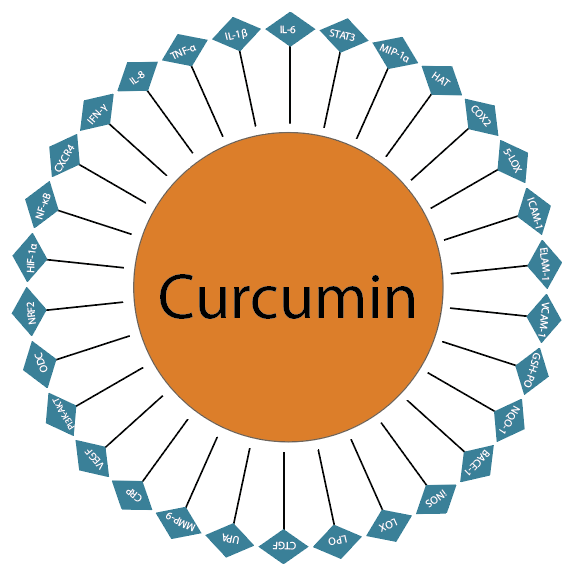 IL-6
STAT3
MIP-1α
HAT
COX2
5-LOX
ICAM-1
ELAM-1
VCAM-1
GSH-PO
NQO-1
BACE-1
iNOS
LOX
LPO
CTGF
UPA
MMP-9
CRP
VEGF
PI3K-AKT
ODC
NRF2
HIF-1α
NF-κB
CXCR4
IFN-γ
IL-8
TNF-α
IL-1β
Curcumin